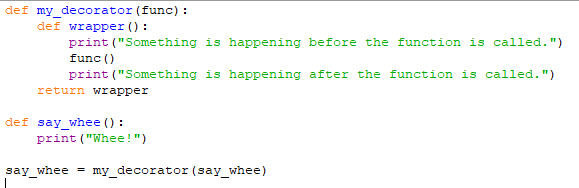 def my_decorator(func):
    def wrapper():
        print("Something is happening before the function is called.")
        func()
        print("Something is happening after the function is called.")
    return wrapper

def say_whee():
    print("Whee!")

say_whee = my_decorator(say_whee)